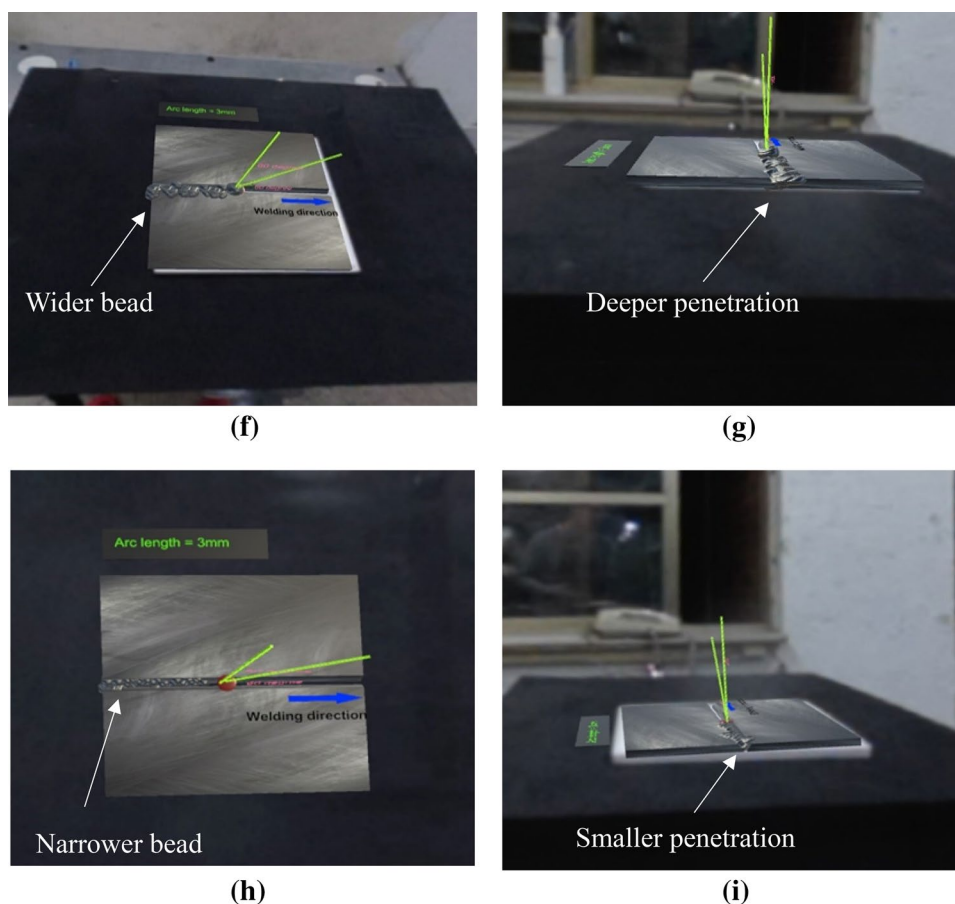 Arc length = 3mm
Welding direction
Wider bead
Deeper penetration
(f)
(g)
Arc length = 3mm
Welding direction
Narrower bead
Smaller penetration
(h)
(i)